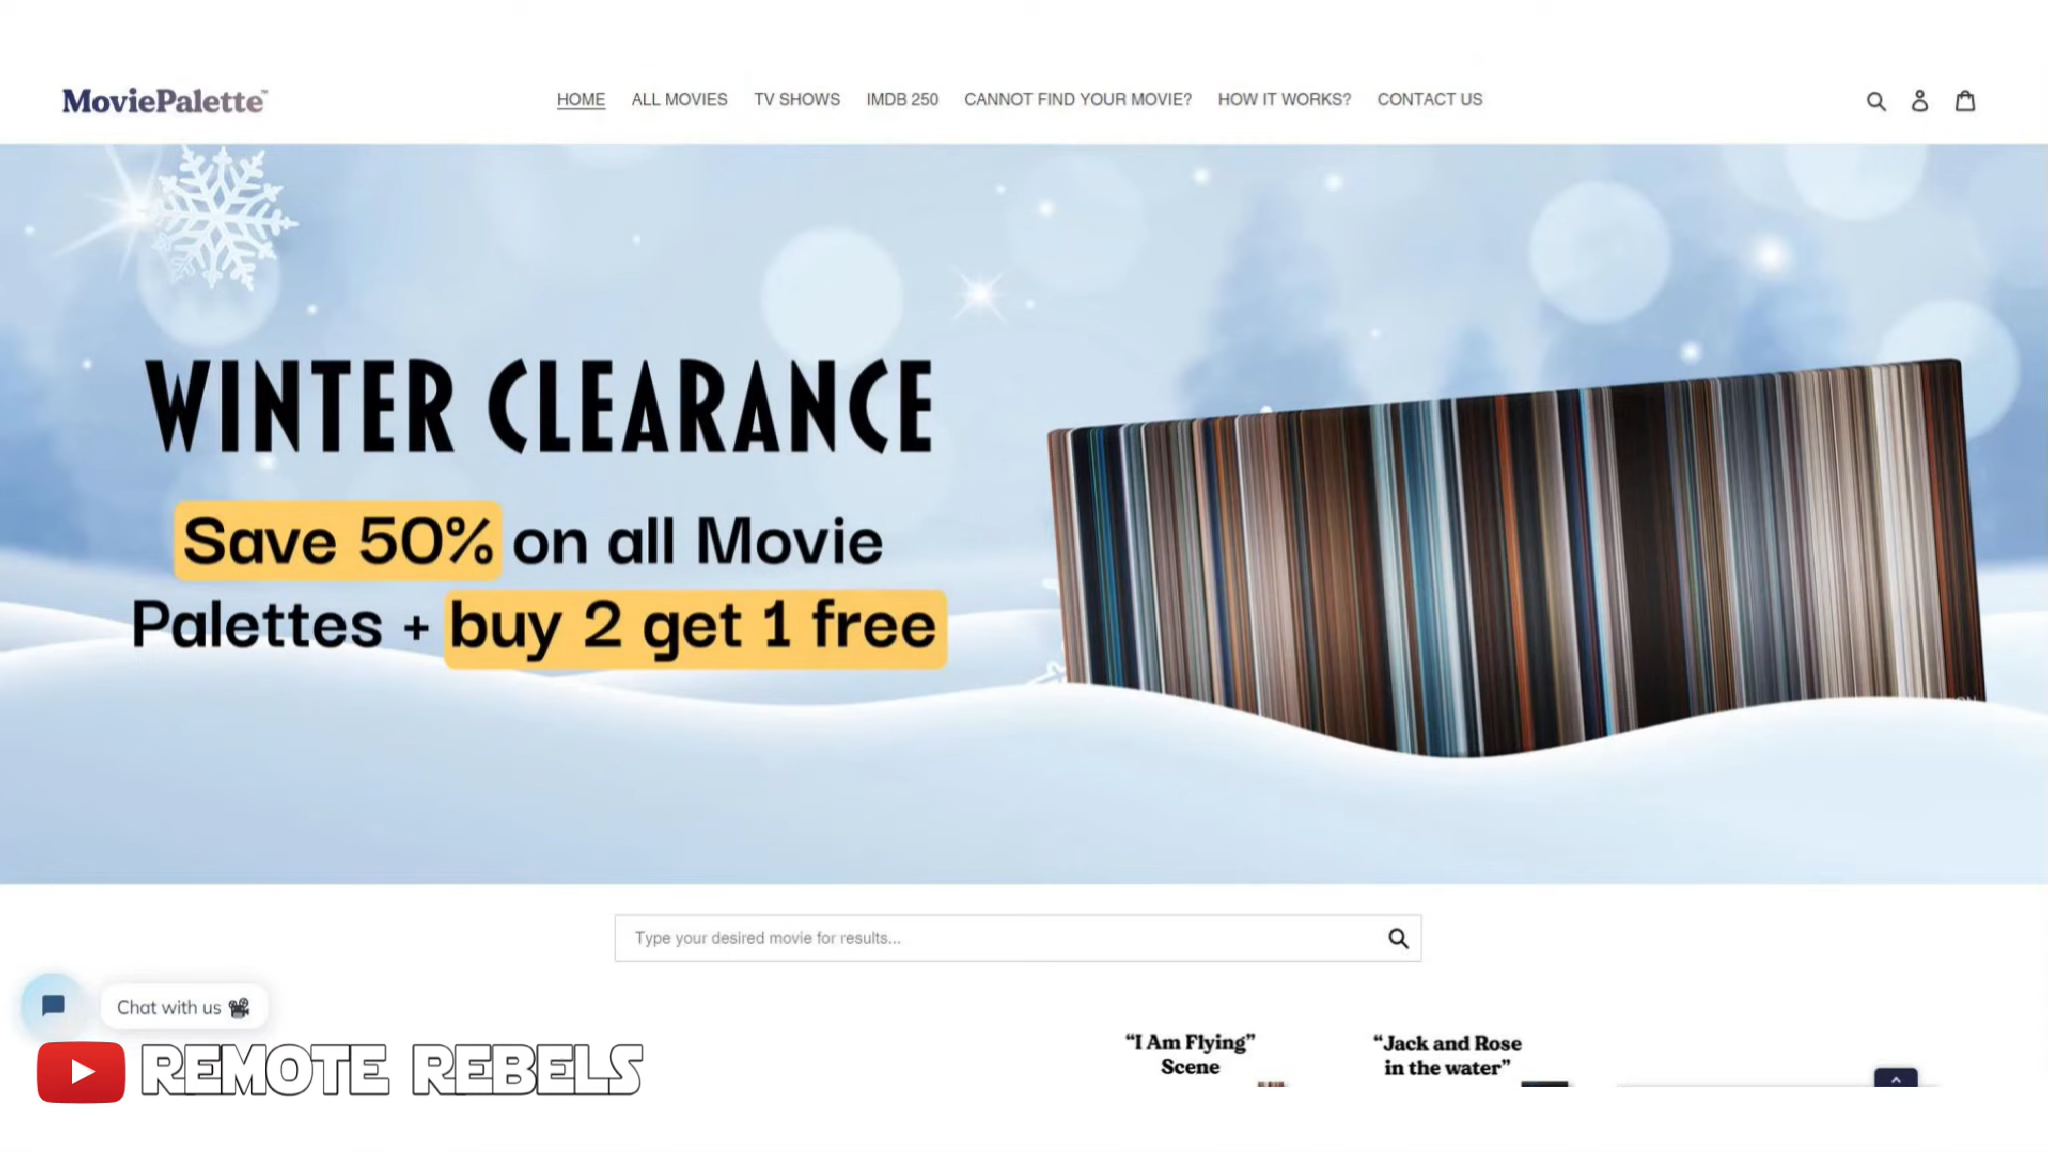 MoviePalette™
HOME ALL MOVIES TV SHOWS IMDB 250 CANNOT FIND YOUR MOVIE? HOW IT WORKS? CONTACT US
WINTER CLEARANCE
Save 50% on all Movie
Palettes + buy 2 get 1 free
Type your desired movie for results...
Chat with us
“I Am Flying”
Scene
“Jack and Rose
in the water”
REMOTE REBELS